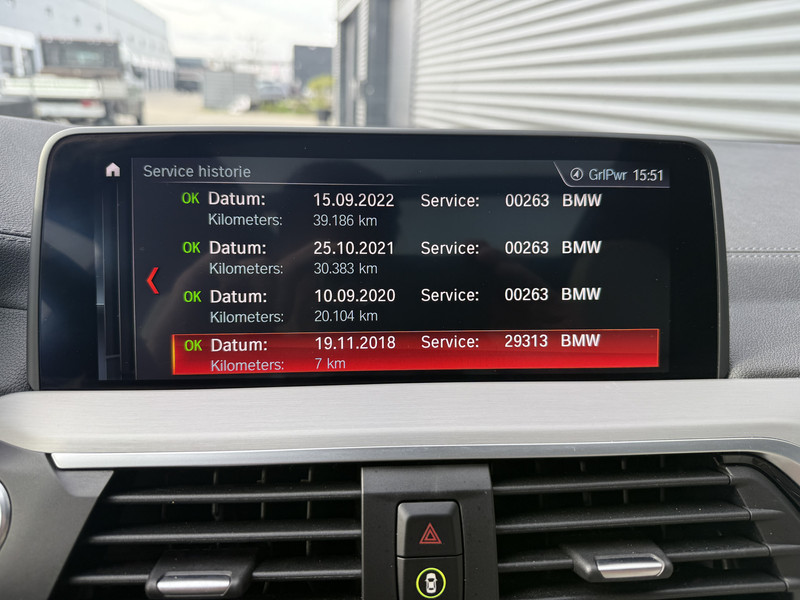 Service historie
GrlPwr 15:51
OK Datum: 15.09.2022 Service: 00263 BMW
Kilometers: 39.186 km
OK Datum: 25.10.2021 Service: 00263 BMW
Kilometers: 30.383 km
OK Datum: 10.09.2020 Service: 00263 BMW
Kilometers: 20.104 km
OK Datum: 19.11.2018 Service: 29313 BMW
Kilometers: 7 km